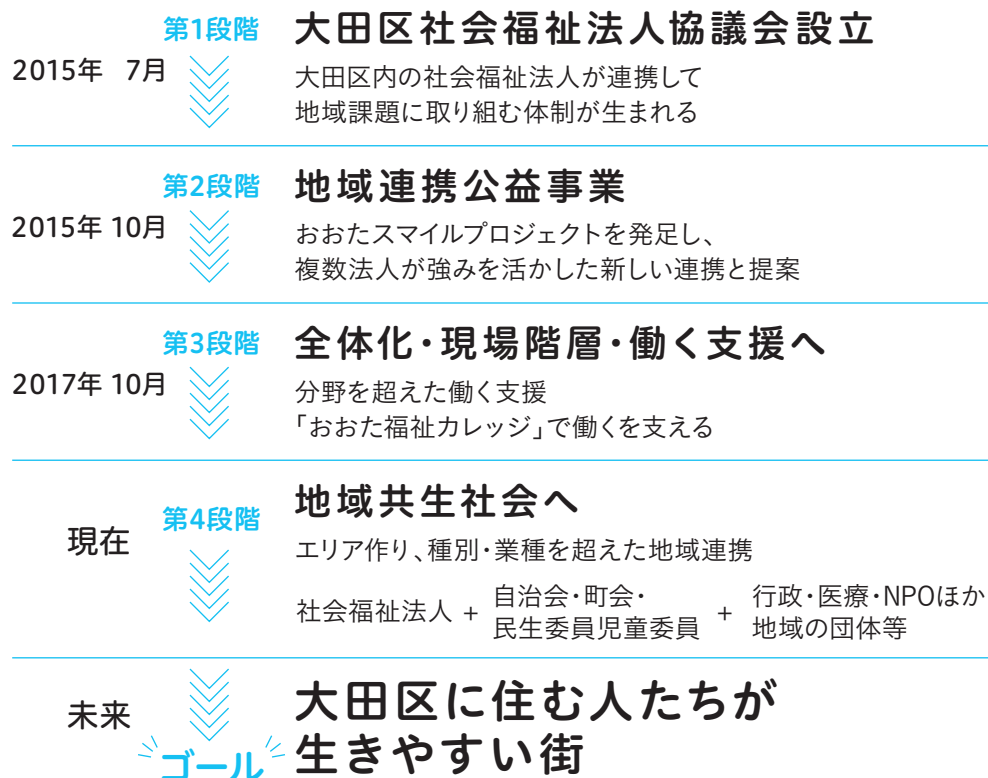 第1段階
大田区社会福祉法人協議会設立
2015年 7月
大田区内の社会福祉法人が連携して
地域課題に取り組む体制が生まれる
第2段階
地域連携公益事業
2015年 10月
おおたスマイルプロジェクトを発足し、
複数法人が強みを活かした新しい連携と提案
第3段階
全体化・現場階層・働く支援へ
2017年 10月
分野を超えた働く支援
「おおた福祉カレッジ」で働くを支える
現在
第4段階
地域共生社会へ
エリア作り、種別・業種を超えた地域連携
社会福祉法人 + 自治会・町会・ + 行政・医療・NPOほか
民生委員児童委員 地域の団体等
未来
ゴール
大田区に住む人たちが
生きやすい街